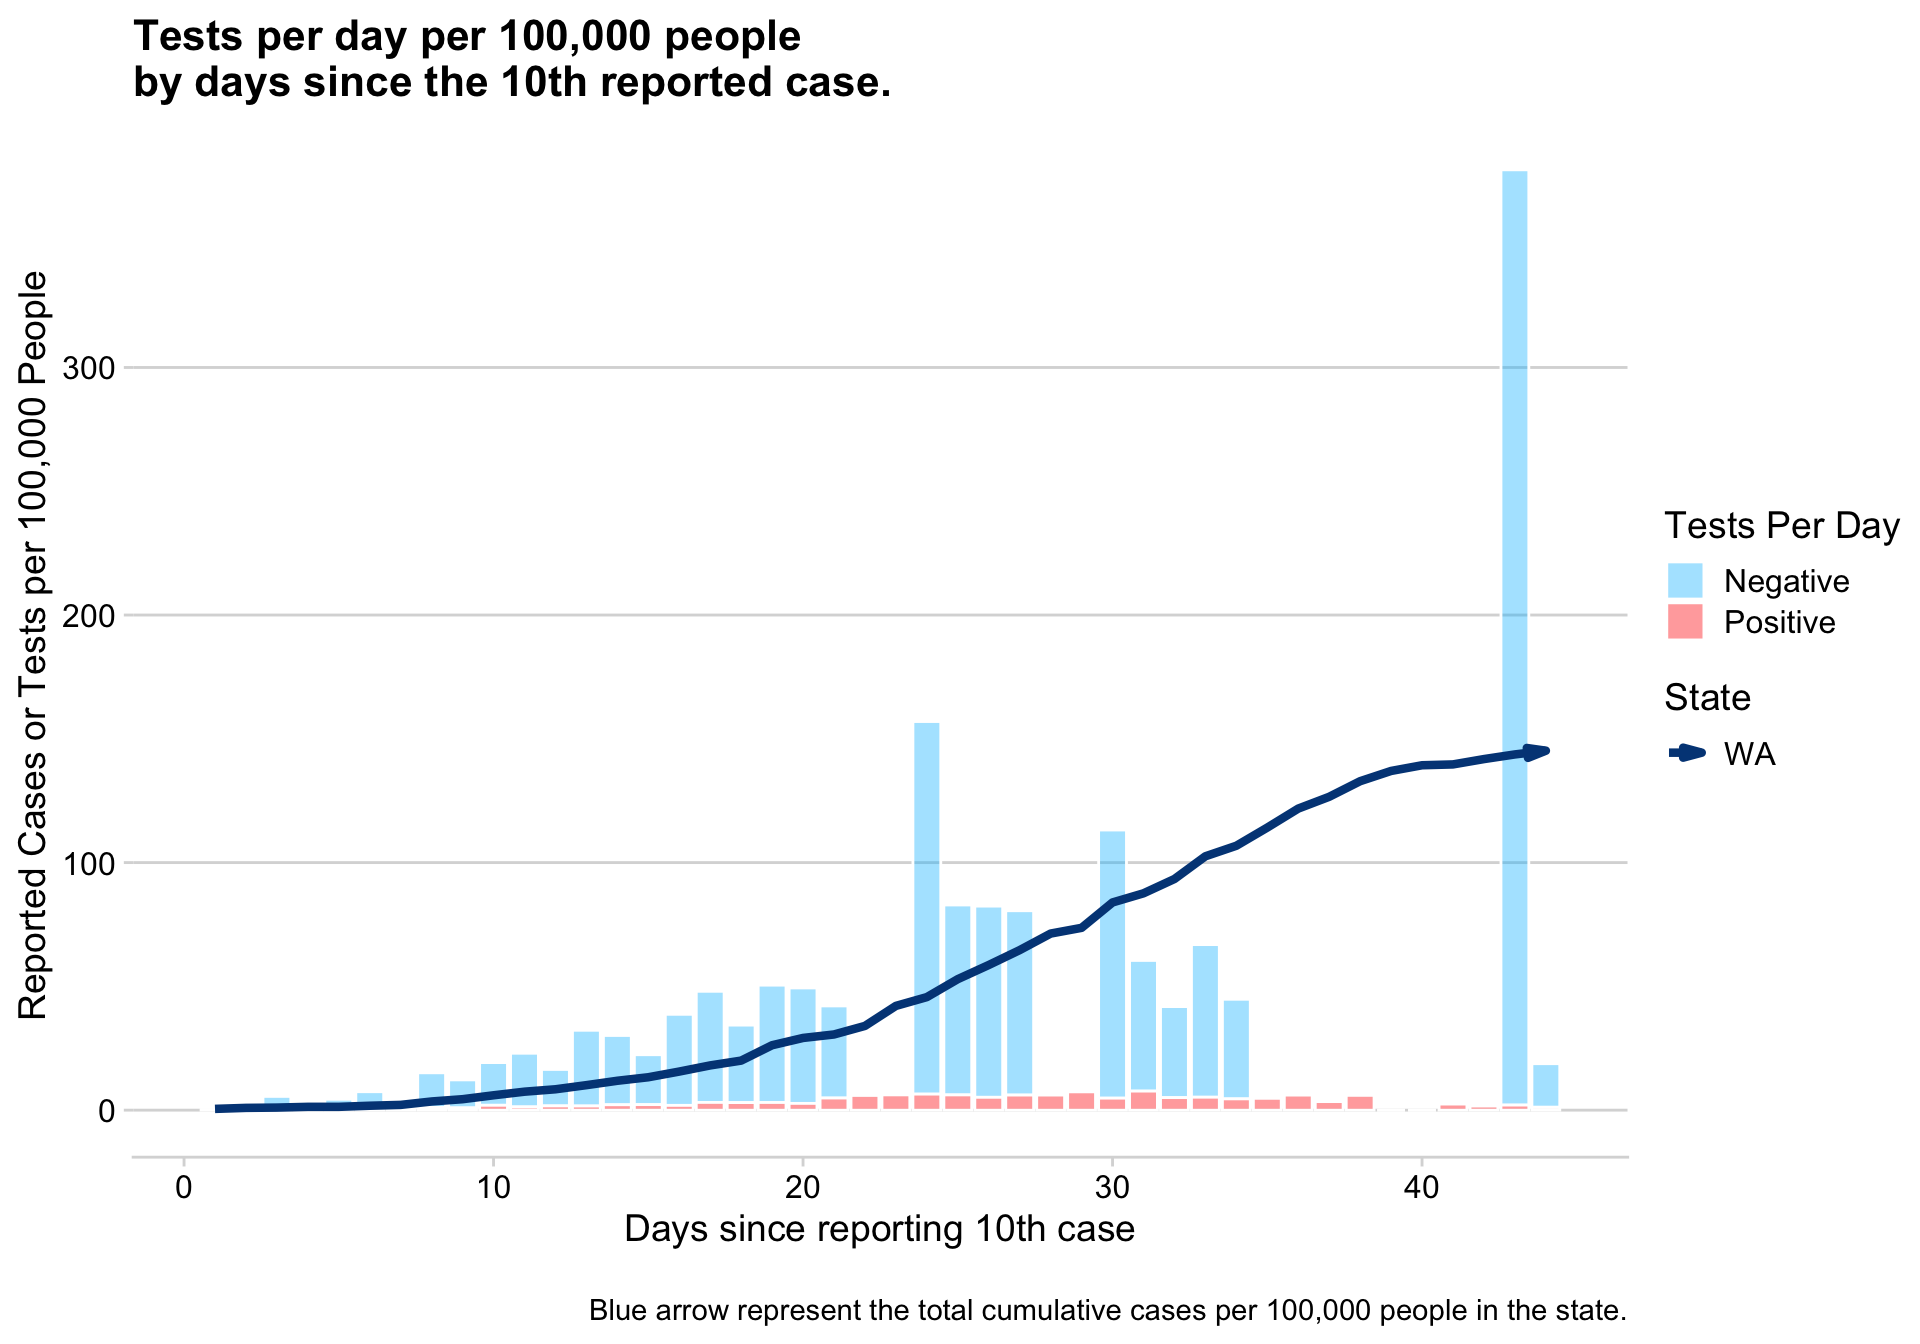 Tests per day per 100,000 people
by days since the 10th reported case.
Reported Cases or Tests per 100,000 People
300
200
100
0
0
10
20
30
40
Days since reporting 10th case
Tests Per Day
Negative
Positive
State
WA
Blue arrow represent the total cumulative cases per 100,000 people in the state.